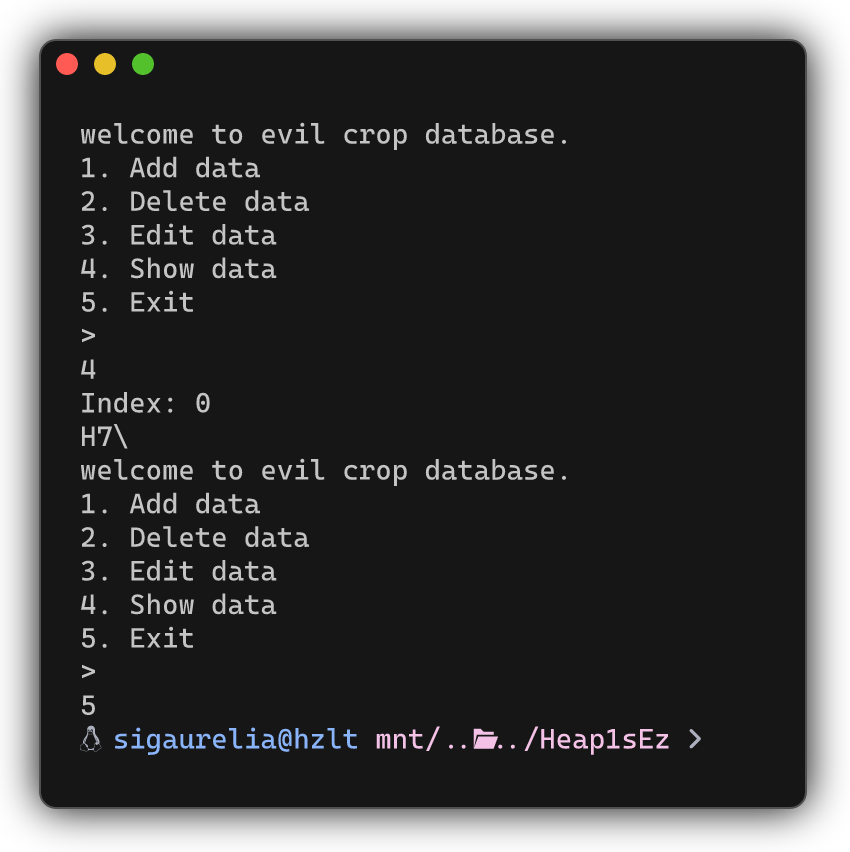 welcome to evil crop database.
1. Add data
2. Delete data
3. Edit data
4. Show data
5. Exit
>
4
Index: 0
H7\
welcome to evil crop database.
1. Add data
2. Delete data
3. Edit data
4. Show data
5. Exit
>
5
sigaurelia@hzlt mnt/../../Heap1sEz >